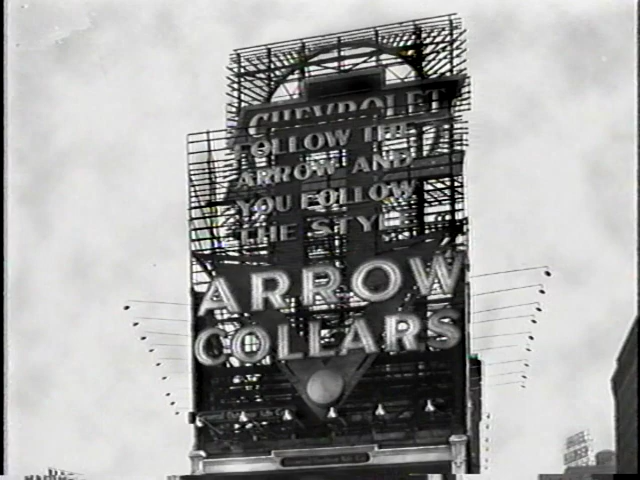 CHEVROLET
FOLLOW THE
ARROW AND
YOU FOLLOW
THE STYLE
ARROW
COLLARS